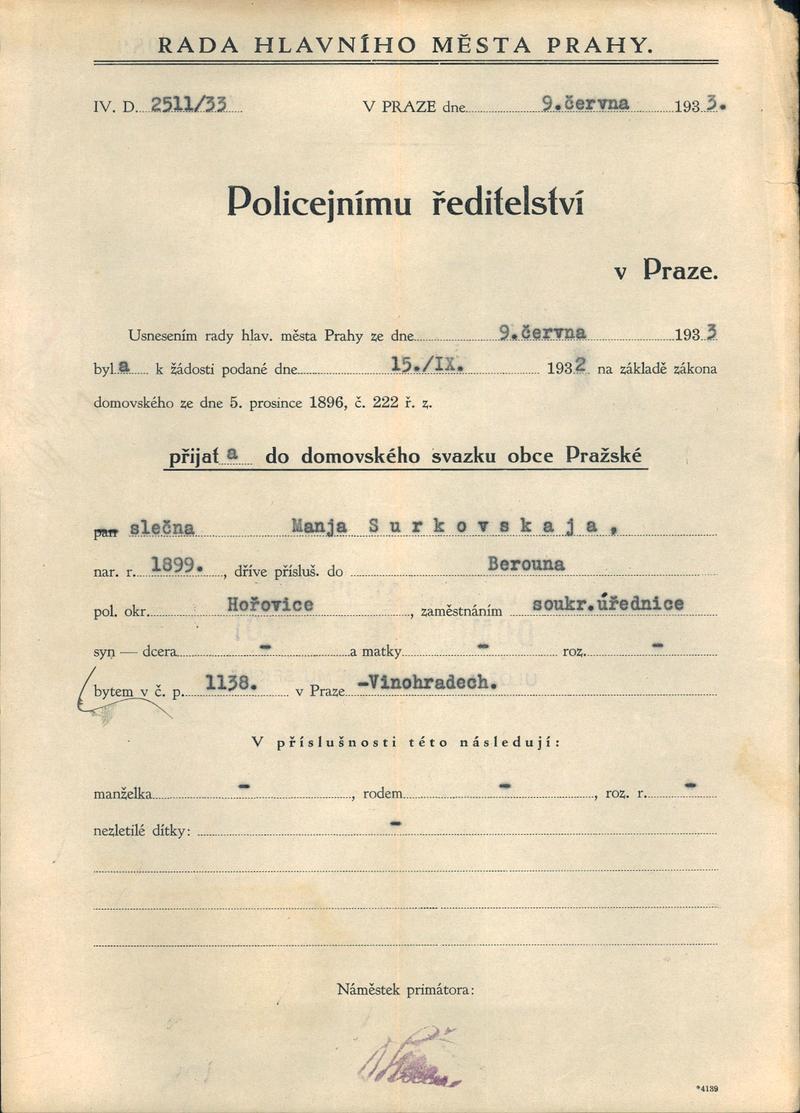 RADA HLAVNÍHO MĚSTA PRAHY.
IV. D. 2511/33 V PRAZE dne 9.června 1933.
Policejnímu ředitelství
v Praze.
Usnesením rady hlav. města Prahy ze dne 9.června 1933
byl a k žádosti podané dne 15./IX. 1932 na základě zákona
domovského ze dne 5. prosince 1896, č. 222 ř. z.
přijat a do domovského svazku obce Pražské
pan slečna Manja Surkovskaja,
nar. r. 1899. , dříve přísluš. do Berouna
pol. okr. Hořovice , zaměstnáním soukr.úřednice
syn — dcera - a matky - roz. -
bytem v č. p. 1138. v Praze -Vinohradech.
V příslušnosti této následují:
manželka - , rodem - , roz. r. -
nezletilé dítky: -
Náměstek primátora:
*4139